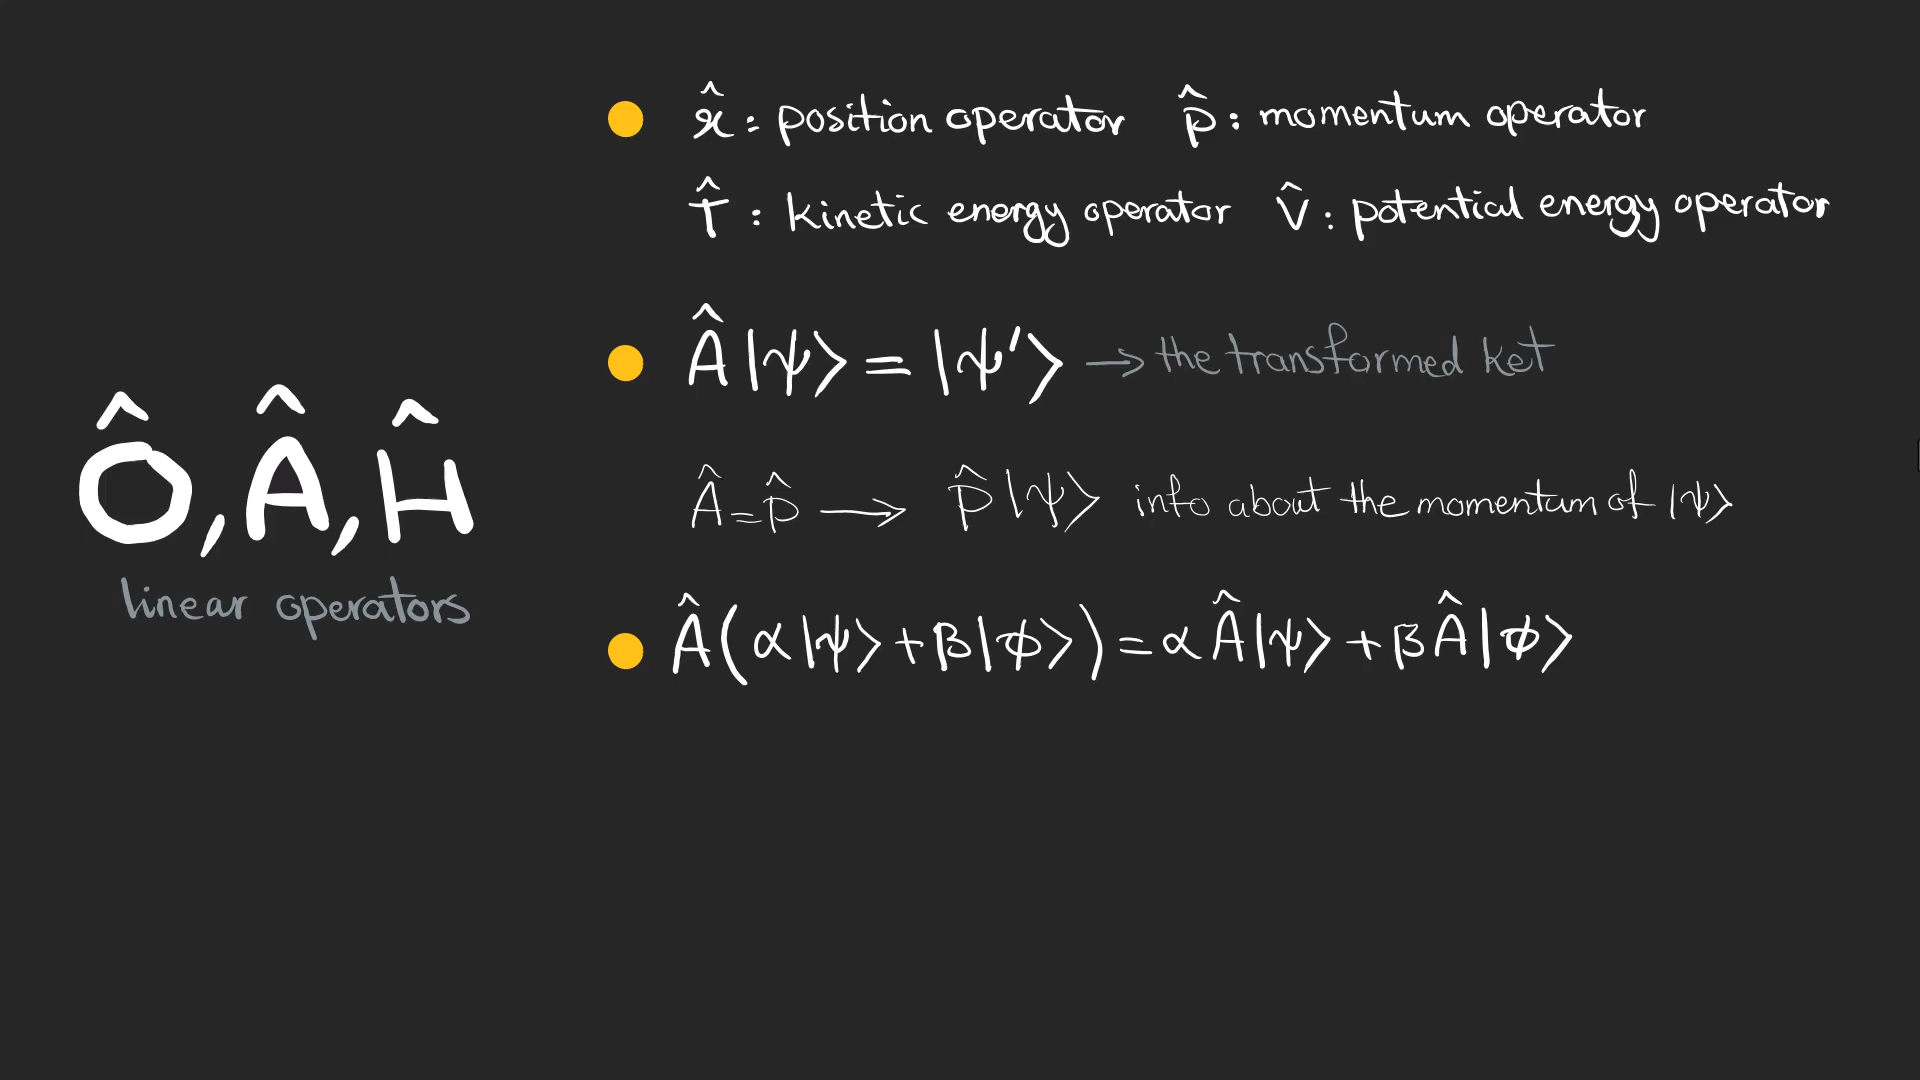 Ô, Â, Ĥ
linear operators
x̂ : position operator p̂ : momentum operator
T̂ : kinetic energy operator V̂ : potential energy operator
Â|ψ⟩ = |ψ'⟩ → the transformed ket
Â = p̂ → p̂|ψ⟩ info about the momentum of |ψ⟩
Â(α|ψ⟩ + β|ϕ⟩) = αÂ|ψ⟩ + βÂ|ϕ⟩